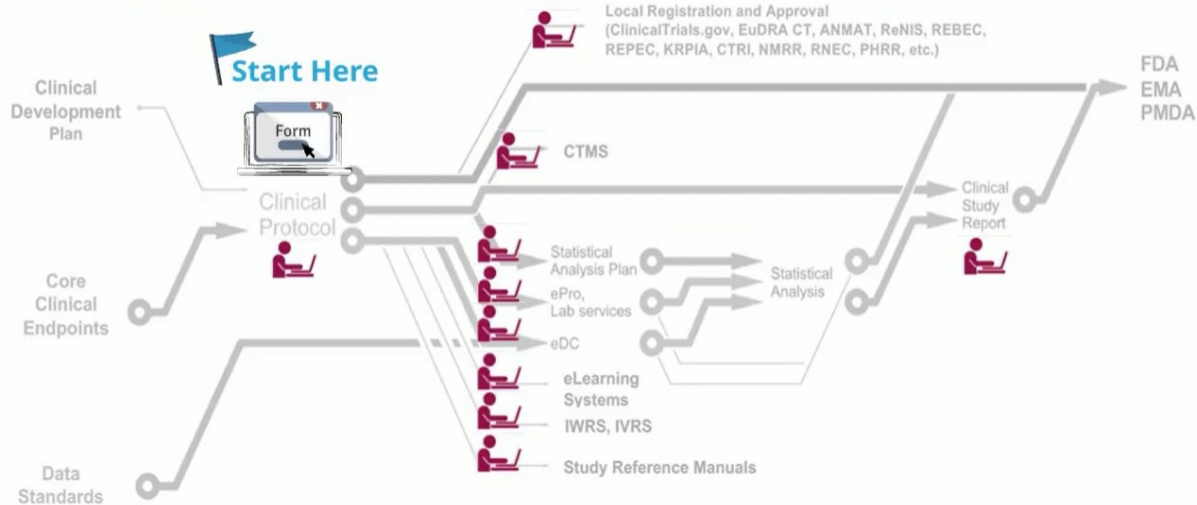 Local Registration and Approval
(ClinicalTrials.gov, EuDRA CT, ANMAT, ReNIS, REBEC,
REPEC, KRPIA, CTRI, NMRR, RNEC, PHRR, etc.)
Start Here
FDA
EMA
PMDA
Clinical
Development
Plan
Form
CTMS
Clinical
Protocol
Clinical
Study
Report
Statistical
Analysis Plan
Statistical
Analysis
ePro,
Lab services
Core
Clinical
Endpoints
eDC
eLearning
Systems
IWRS, IVRS
Study Reference Manuals
Data
Standards